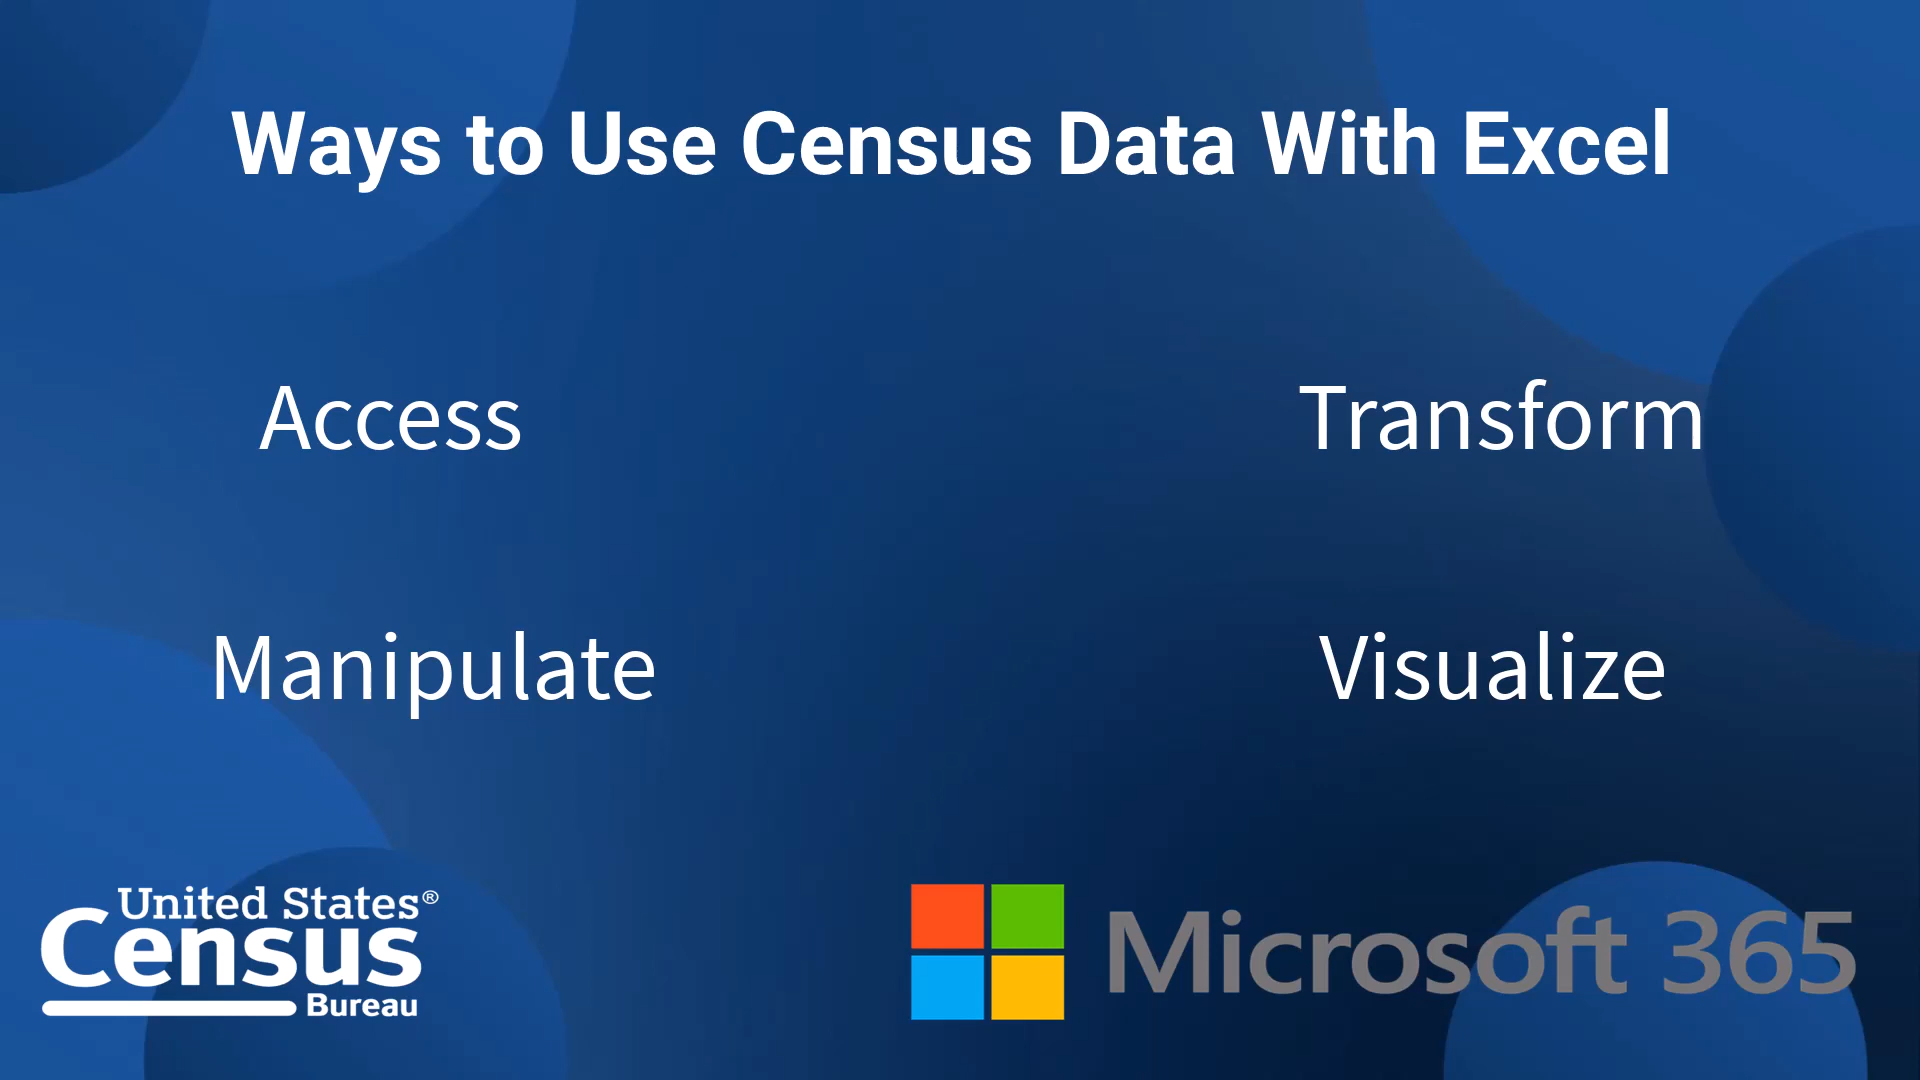 Ways to Use Census Data With Excel
Access
Transform
Manipulate
Visualize
United States®
Census
Bureau
Microsoft 365